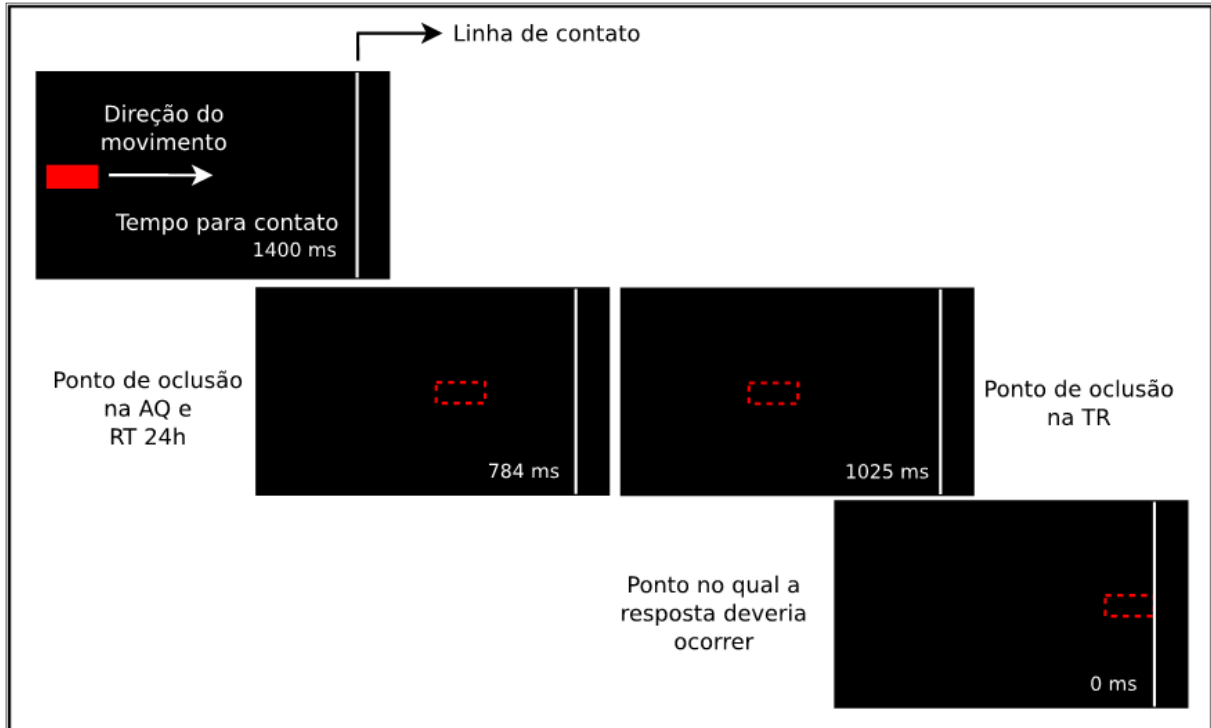 Linha de contato
Direção do
movimento
Tempo para contato
1400 ms
Ponto de oclusão
na AQ e
RT 24h
784 ms
1025 ms
Ponto de oclusão
na TR
Ponto no qual a
resposta deveria
ocorrer
0 ms